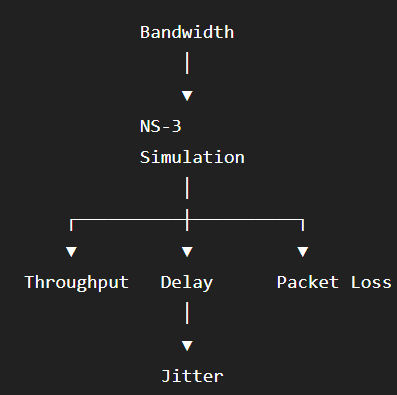 Bandwidth
NS-3
Simulation
Throughput Delay Packet Loss
Jitter